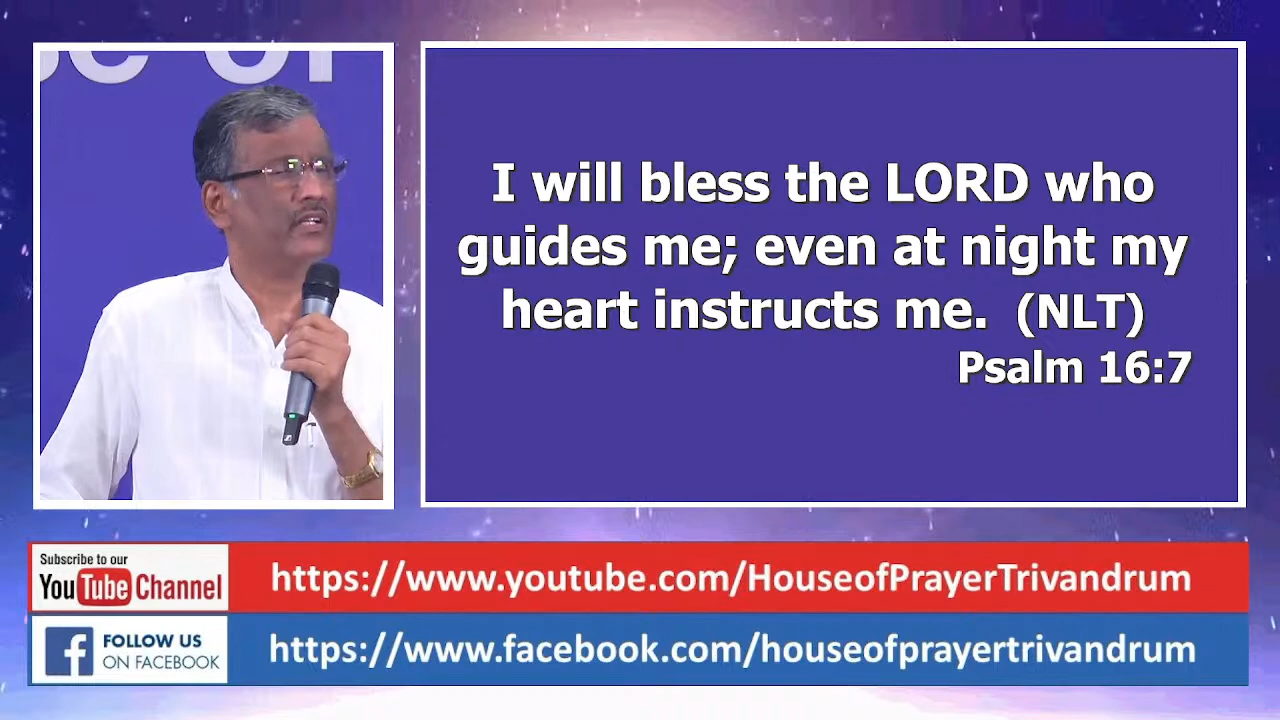 I will bless the LORD who
guides me; even at night my
heart instructs me.  (NLT)
Psalm 16:7
Subscribe to our
YouTube Channel
https://www.youtube.com/HouseofPrayerTrivandrum
FOLLOW US
ON FACEBOOK
https://www.facebook.com/houseofprayertrivandrum